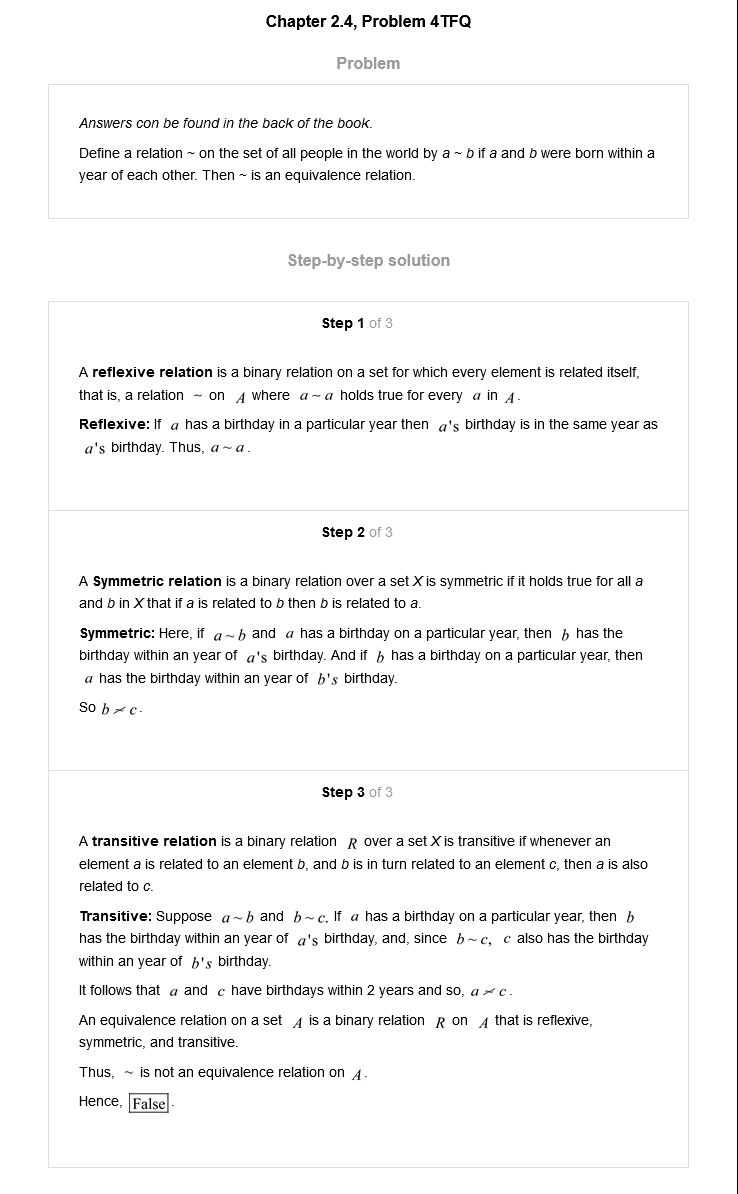 Chapter 2.4, Problem 4TFQ
Problem
Answers con be found in the back of the book.
Define a relation ~ on the set of all people in the world by a ~ b if a and b were born within a
year of each other. Then ~ is an equivalence relation.
Step-by-step solution
Step 1 of 3
A reflexive relation is a binary relation on a set for which every element is related itself,
that is, a relation ~ on A where a ~ a holds true for every a in A.
Reflexive: If a has a birthday in a particular year then a's birthday is in the same year as
a's birthday. Thus, a ~ a.
Step 2 of 3
A Symmetric relation is a binary relation over a set X is symmetric if it holds true for all a
and b in X that if a is related to b then b is related to a.
Symmetric: Here, if a ~ b and a has a birthday on a particular year, then b has the
birthday within an year of a's birthday. And if b has a birthday on a particular year, then
a has the birthday within an year of b's birthday.
So b ≁ c.
Step 3 of 3
A transitive relation is a binary relation R over a set X is transitive if whenever an
element a is related to an element b, and b is in turn related to an element c, then a is also
related to c.
Transitive: Suppose a ~ b and b ~ c. If a has a birthday on a particular year, then b
has the birthday within an year of a's birthday, and, since b ~ c, c also has the birthday
within an year of b's birthday.
It follows that a and c have birthdays within 2 years and so, a ≁ c.
An equivalence relation on a set A is a binary relation R on A that is reflexive,
symmetric, and transitive.
Thus, ~ is not an equivalence relation on A.
Hence, False.